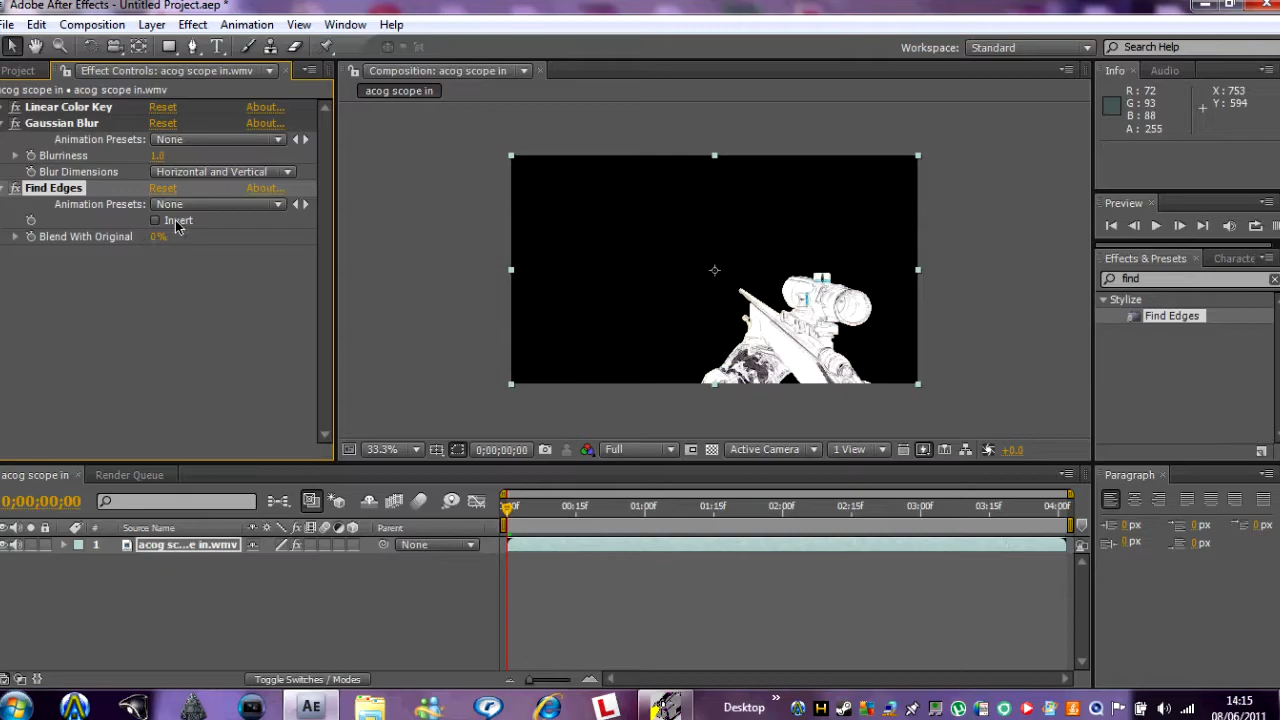 Adobe After Effects - Untitled Project.aep *
File Edit Composition Layer Effect Animation View Window Help
Workspace: Standard Search Help
Project Effect Controls: acog scope in.wmv Composition: acog scope in Info Audio
acog scope in • acog scope in.wmv acog scope in
R: 72 X: 753
G: 93 Y: 594
B: 88
A: 255
Linear Color Key Reset About...
Gaussian Blur Reset About...
Animation Presets: None
Blurriness 1.0
Blur Dimensions Horizontal and Vertical
Find Edges Reset About...
Animation Presets: None
Invert
Blend With Original 0%
Preview
Effects & Presets Characte
find
Stylize
Find Edges
33.3% 0;00;00;00 Full Active Camera 1 View +0.0
acog scope in Render Queue Paragraph
0;00;00;00
:00f 00:15f 01:00f 01:15f 02:00f 02:15f 03:00f 03:15f 04:00f
# Source Name Parent
1 acog sc...e in.wmv None
0 px 0 px 0 px
0 px 0 px
Toggle Switches / Modes
AE L Desktop » 14:15
08/06/2011